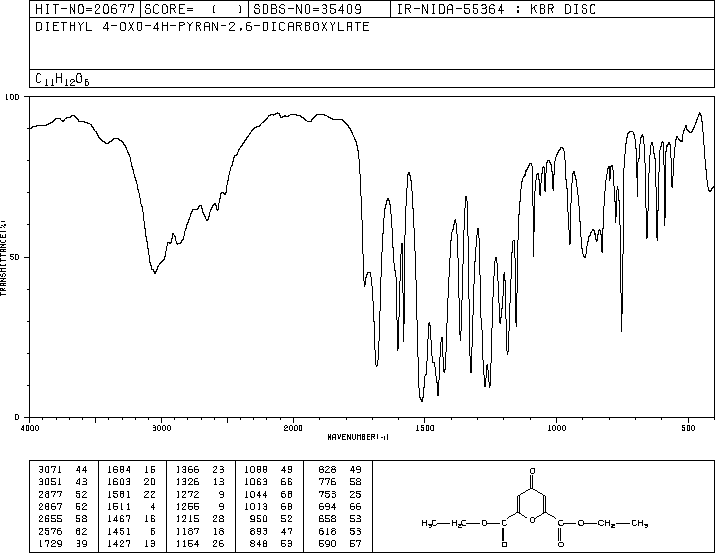 HIT-NO=20677 SCORE= ( ) SDBS-NO=35409 IR-NIDA-55364 : KBR DISC
DIETHYL 4-OXO-4H-PYRAN-2,6-DICARBOXYLATE
C11H12O6
100
50
0
TRANSMITTANCE(%)
4000 3000 2000 1500 1000 500
WAVENUMBER(-1)
3071 44 1684 16 1366 23 1088 49 828 49
3051 43 1603 20 1326 13 1063 66 776 58
2877 52 1581 22 1272 9 1044 68 753 25
2867 52 1511 4 1255 9 1013 68 694 66
2655 58 1467 16 1215 28 950 52 658 53
2576 62 1451 6 1187 18 893 47 618 53
1729 39 1427 13 1154 26 848 53 590 57
O
H3C—H2C—O—C C—O—CH2—CH3
O
O O